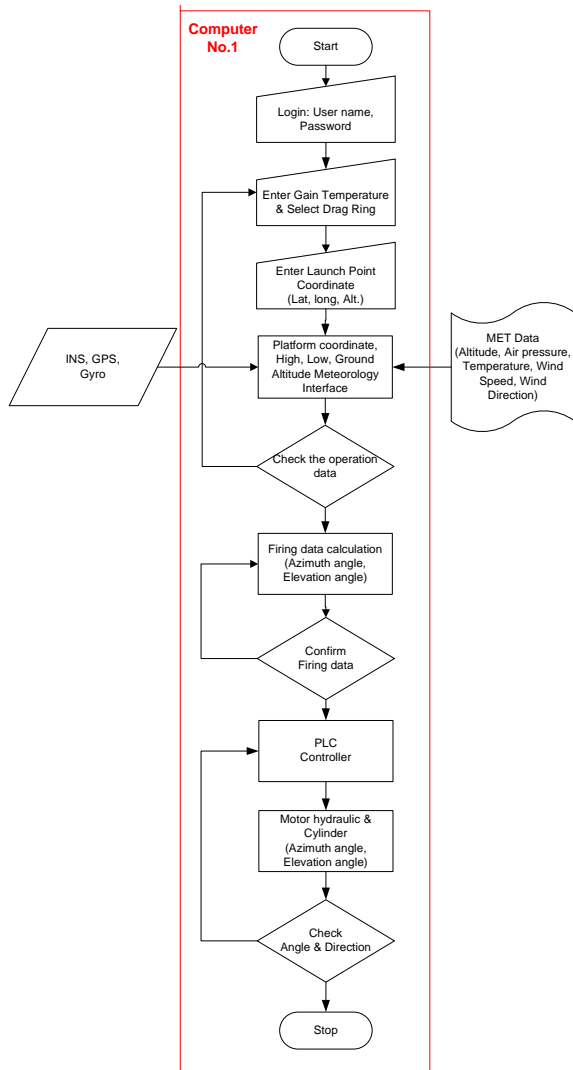 Computer
No.1
Start
Login: User name,
Password
Enter Gain Temperature
& Select Drag Ring
Enter Launch Point
Coordinate
(Lat, long, Alt.)
INS, GPS,
Gyro
Platform coordinate,
High, Low, Ground
Altitude Meteorology
Interface
MET Data
(Altitude, Air pressure,
Temperature, Wind
Speed, Wind
Direction)
Check the operation
data
Firing data calculation
(Azimuth angle,
Elevation angle)
Confirm
Firing data
PLC
Controller
Motor hydraulic &
Cylinder
(Azimuth angle,
Elevation angle)
Check
Angle & Direction
Stop